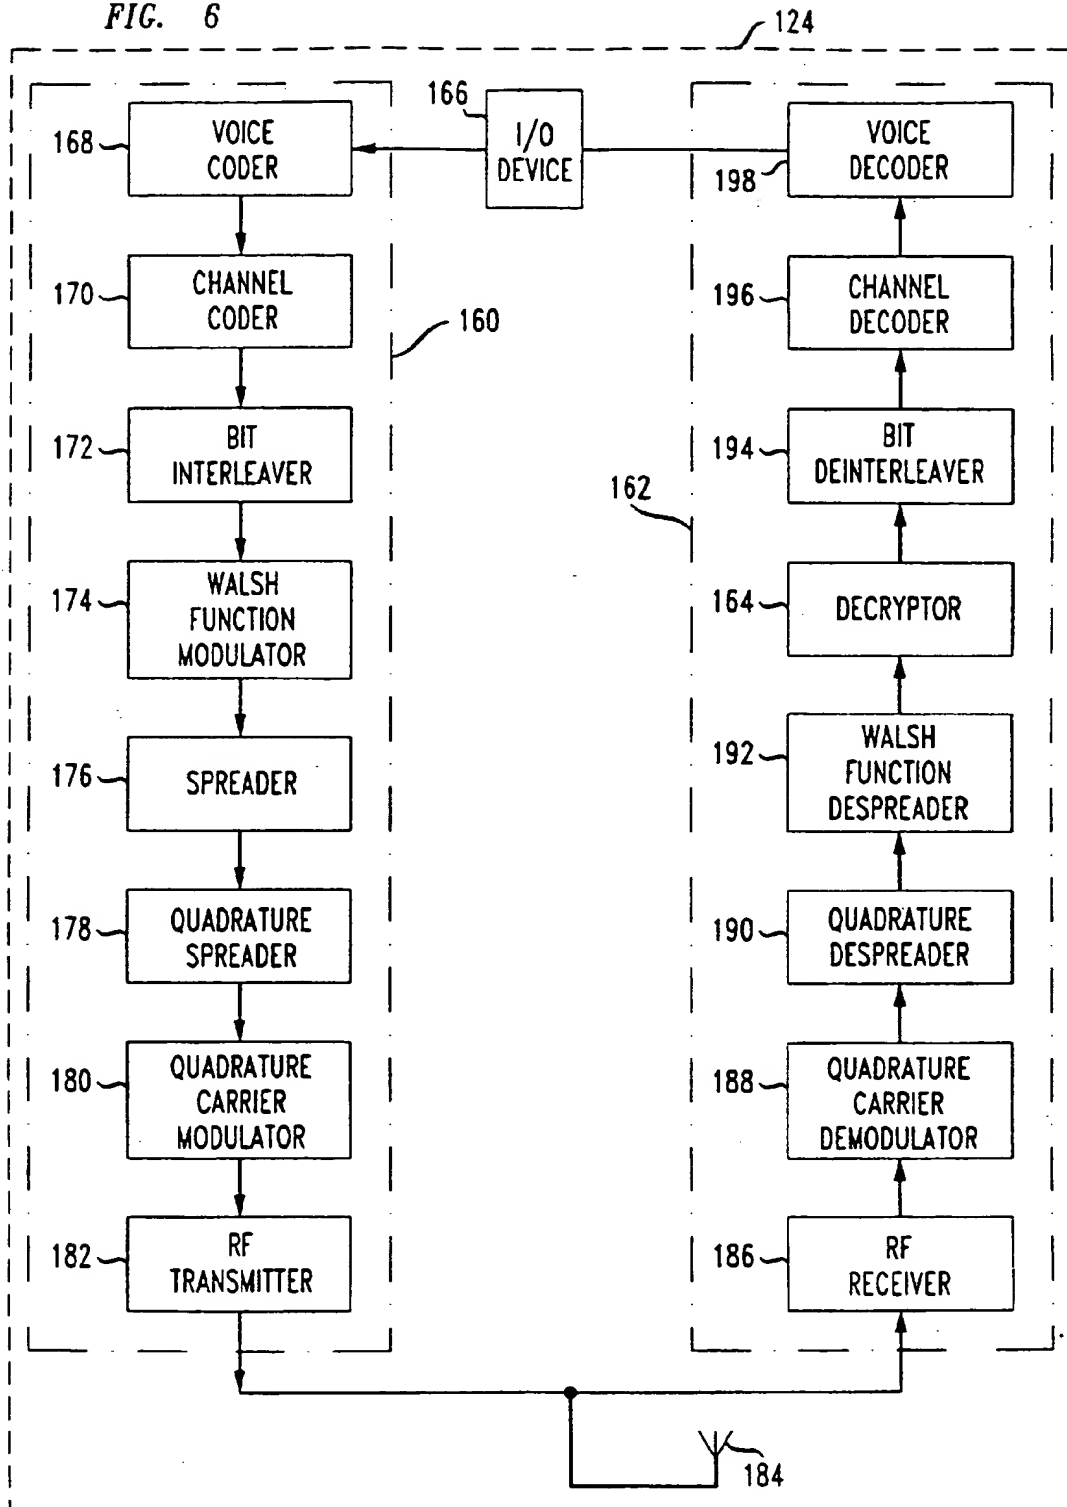 FIG. 6
124
166
I/O
DEVICE
168
VOICE
CODER
170
CHANNEL
CODER
160
172
BIT
INTERLEAVER
174
WALSH
FUNCTION
MODULATOR
176
SPREADER
178
QUADRATURE
SPREADER
180
QUADRATURE
CARRIER
MODULATOR
182
RF
TRANSMITTER
VOICE
DECODER
198
196
CHANNEL
DECODER
194
BIT
DEINTERLEAVER
162
164
DECRYPTOR
192
WALSH
FUNCTION
DESPREADER
190
QUADRATURE
DESPREADER
188
QUADRATURE
CARRIER
DEMODULATOR
186
RF
RECEIVER
184